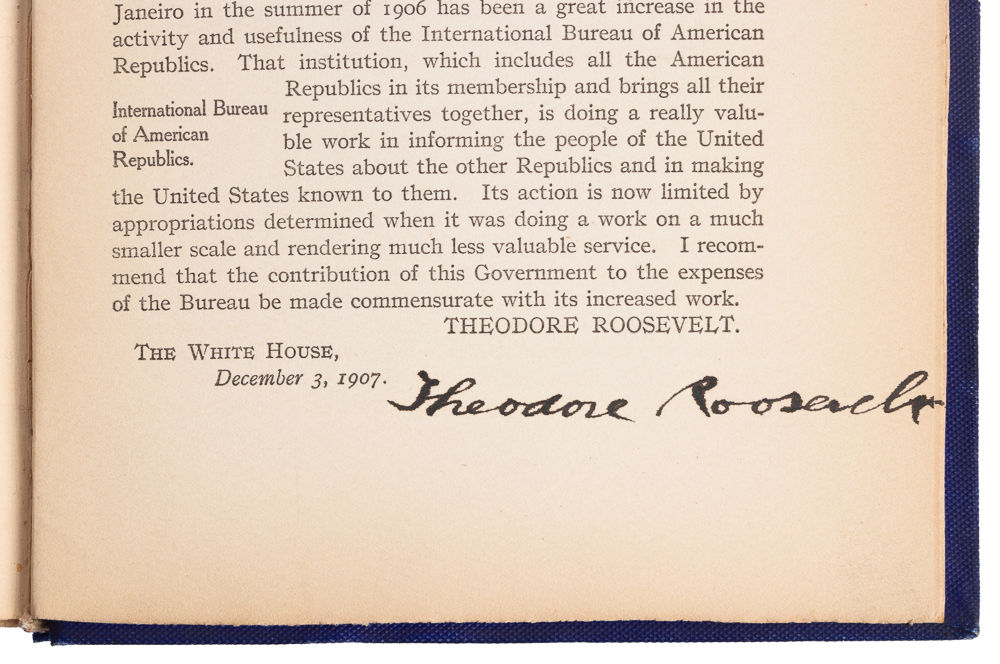 Janeiro in the summer of 1906 has been a great increase in the
activity and usefulness of the International Bureau of American
Republics. That institution, which includes all the American
Republics in its membership and brings all their
International Bureau
of American
Republics.
representatives together, is doing a really valu-
ble work in informing the people of the United
States about the other Republics and in making
the United States known to them. Its action is now limited by
appropriations determined when it was doing a work on a much
smaller scale and rendering much less valuable service. I recom-
mend that the contribution of this Government to the expenses
of the Bureau be made commensurate with its increased work.
THEODORE ROOSEVELT.
THE WHITE HOUSE,
December 3, 1907.
Theodore Roosevelt